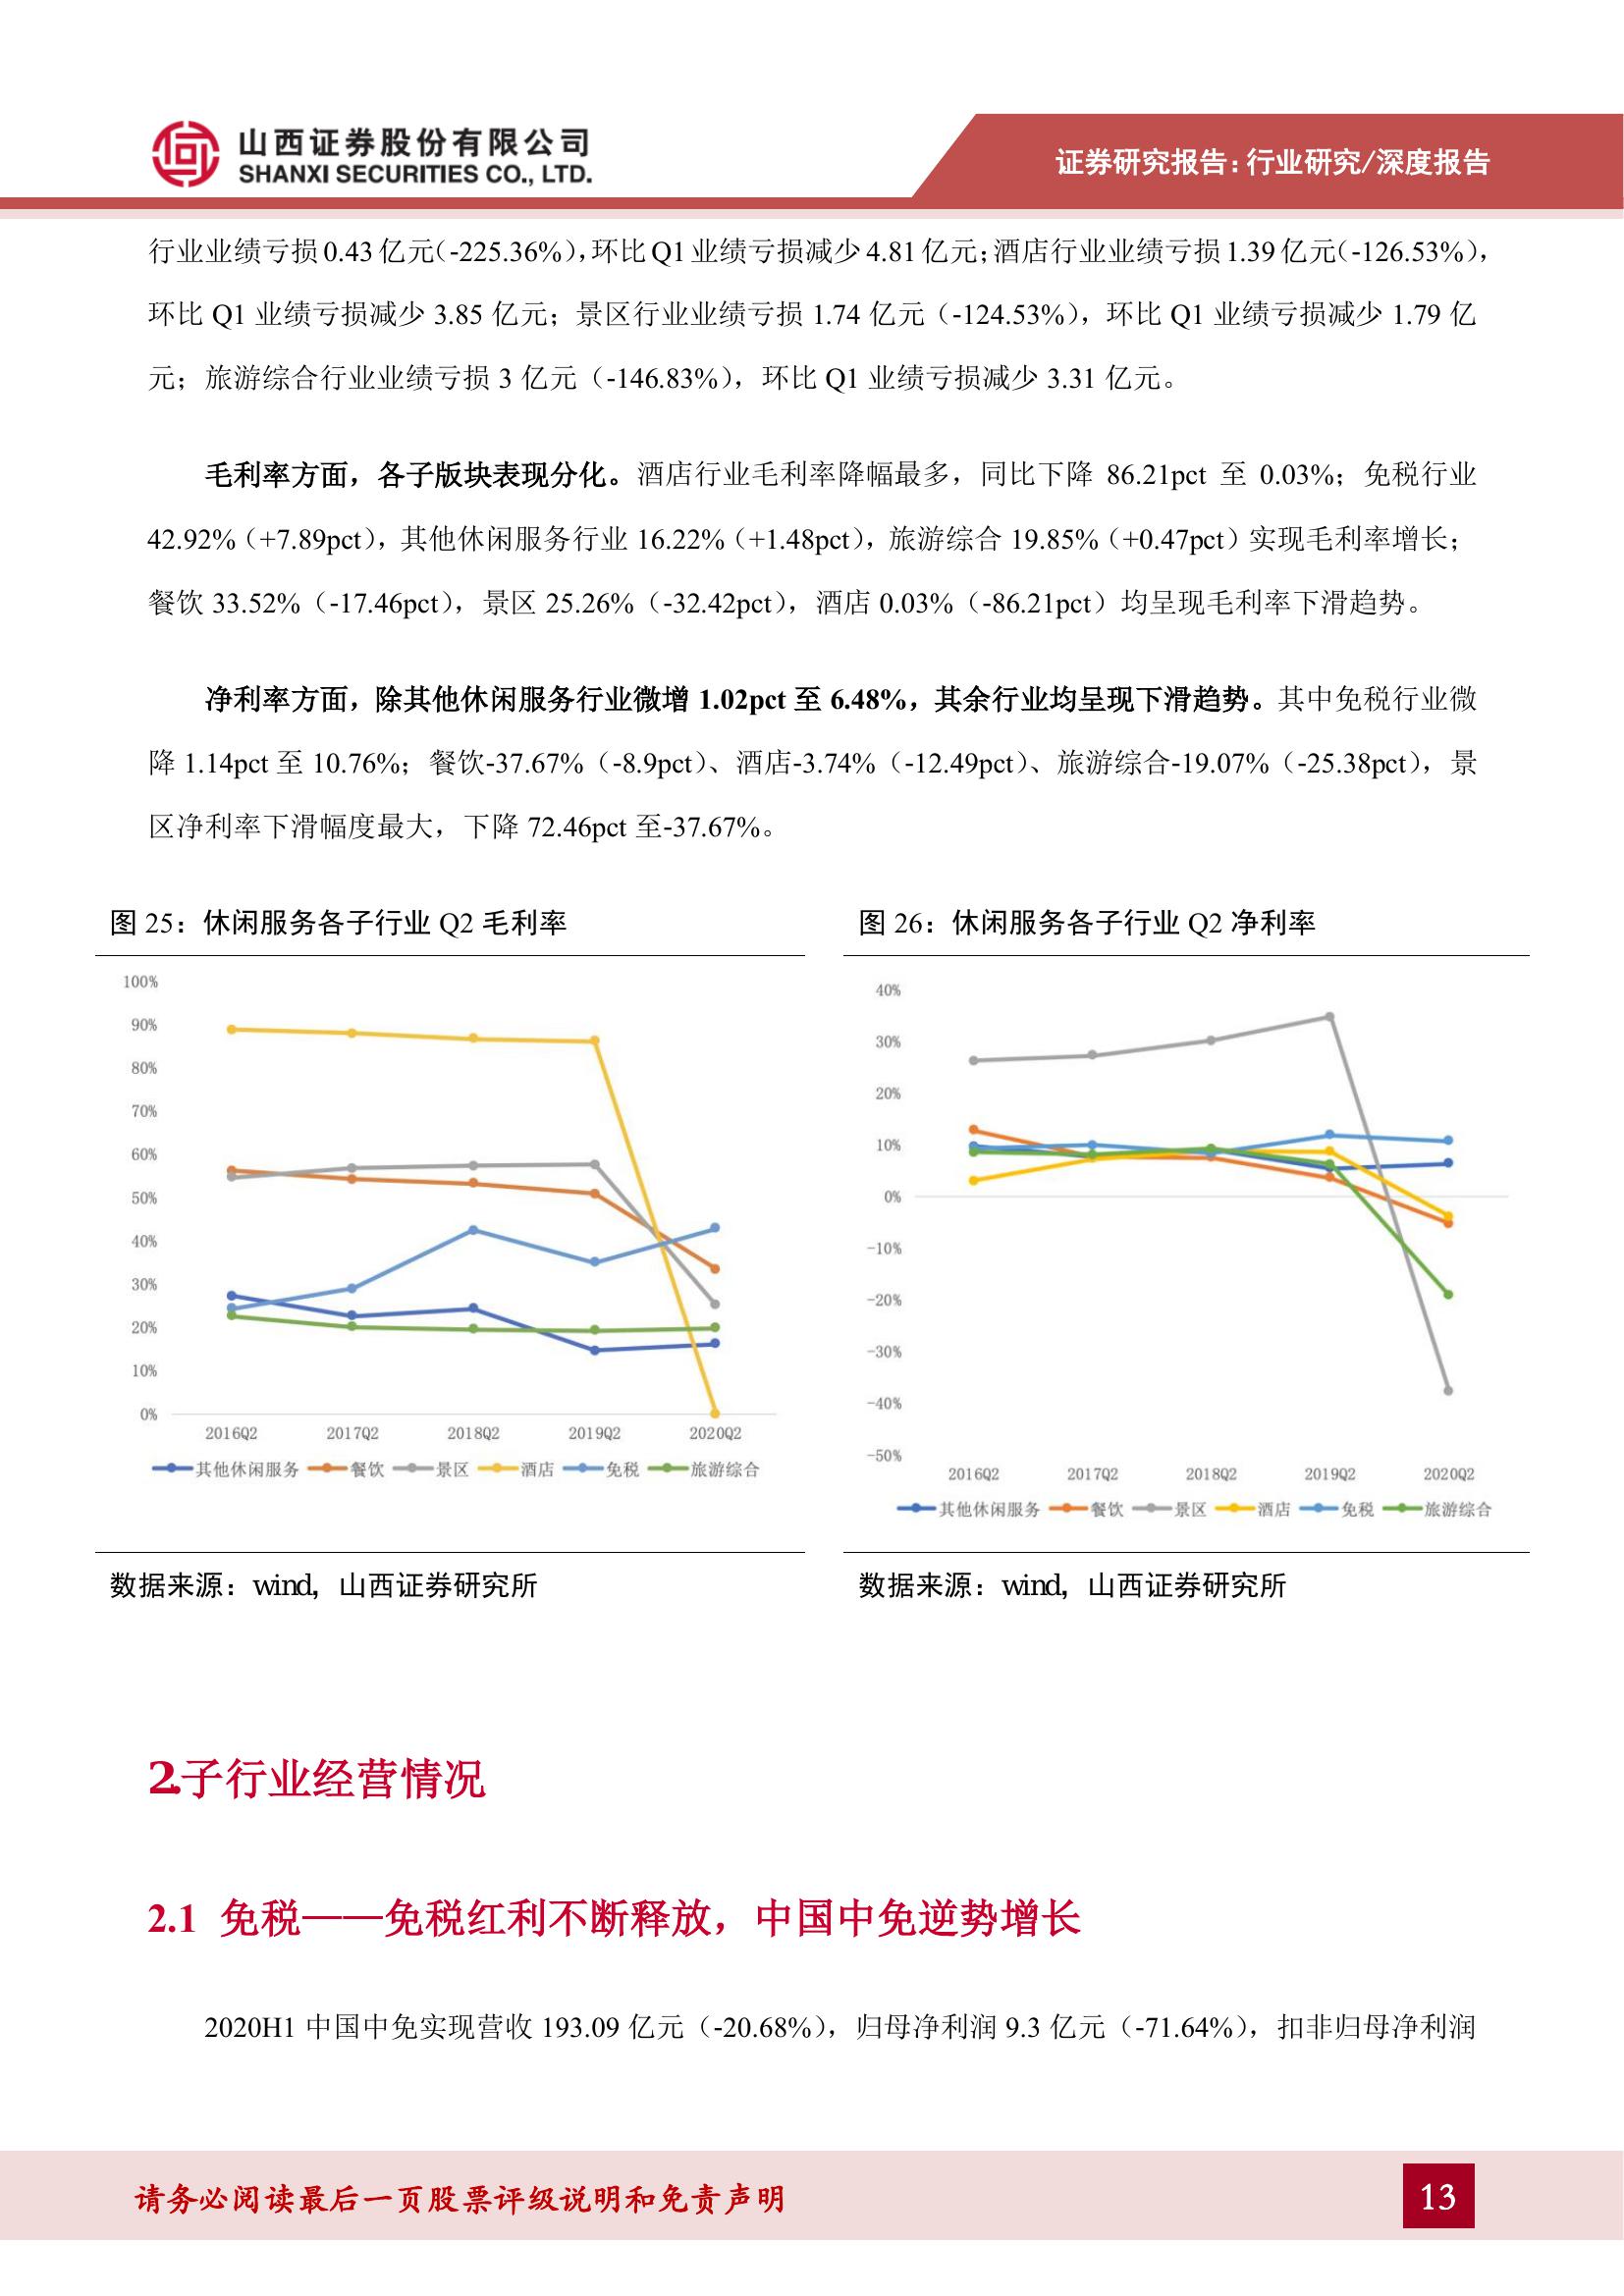 山西证券股份有限公司
SHANXI SECURITIES CO., LTD.
证券研究报告：行业研究/深度报告
行业业绩亏损 0.43 亿元（-225.36%），环比 Q1 业绩亏损减少 4.81 亿元；酒店行业业绩亏损 1.39 亿元（-126.53%），
环比 Q1 业绩亏损减少 3.85 亿元；景区行业业绩亏损 1.74 亿元（-124.53%），环比 Q1 业绩亏损减少 1.79 亿
元；旅游综合行业业绩亏损 3 亿元（-146.83%），环比 Q1 业绩亏损减少 3.31 亿元。
毛利率方面，各子版块表现分化。酒店行业毛利率降幅最多，同比下降 86.21pct 至 0.03%；免税行业
42.92%（+7.89pct），其他休闲服务行业 16.22%（+1.48pct），旅游综合 19.85%（+0.47pct）实现毛利率增长；
餐饮 33.52%（-17.46pct），景区 25.26%（-32.42pct），酒店 0.03%（-86.21pct）均呈现毛利率下滑趋势。
净利率方面，除其他休闲服务行业微增 1.02pct 至 6.48%，其余行业均呈现下滑趋势。其中免税行业微
降 1.14pct 至 10.76%；餐饮-37.67%（-8.9pct）、酒店-3.74%（-12.49pct）、旅游综合-19.07%（-25.38pct），景
区净利率下滑幅度最大，下降 72.46pct 至-37.67%。
图 25：休闲服务各子行业 Q2 毛利率
100%
90%
80%
70%
60%
50%
40%
30%
20%
10%
0%
2016Q2 2017Q2 2018Q2 2019Q2 2020Q2
其他休闲服务 餐饮 景区 酒店 免税 旅游综合
数据来源：wind，山西证券研究所
图 26：休闲服务各子行业 Q2 净利率
40%
30%
20%
10%
0%
-10%
-20%
-30%
-40%
-50%
2016Q2 2017Q2 2018Q2 2019Q2 2020Q2
其他休闲服务 餐饮 景区 酒店 免税 旅游综合
数据来源：wind，山西证券研究所
2.子行业经营情况
2.1 免税——免税红利不断释放，中国中免逆势增长
2020H1 中国中免实现营收 193.09 亿元（-20.68%），归母净利润 9.3 亿元（-71.64%），扣非归母净利润
请务必阅读最后一页股票评级说明和免责声明
13